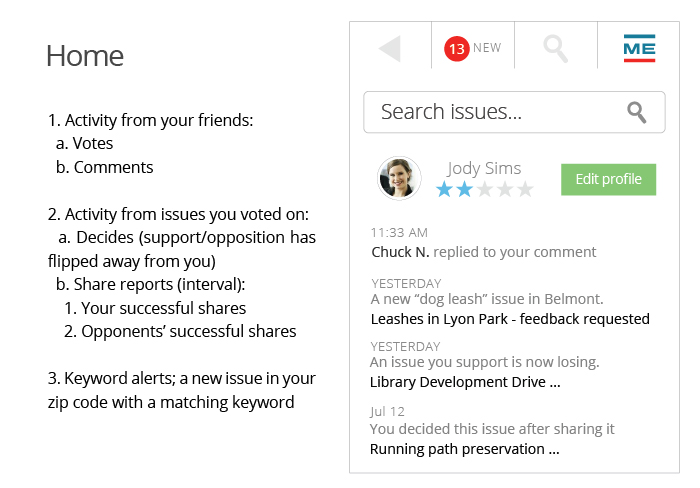 Home
1. Activity from your friends:
a. Votes
b. Comments
2. Activity from issues you voted on:
a. Decides (support/opposition has
flipped away from you)
b. Share reports (interval):
1. Your successful shares
2. Opponents’ successful shares
3. Keyword alerts; a new issue in your
zip code with a matching keyword
13 NEW
ME
Search issues...
Jody Sims
Edit profile
11:33 AM
Chuck N. replied to your comment
YESTERDAY
A new “dog leash” issue in Belmont.
Leashes in Lyon Park - feedback requested
YESTERDAY
An issue you support is now losing.
Library Development Drive ...
Jul 12
You decided this issue after sharing it
Running path preservation ...